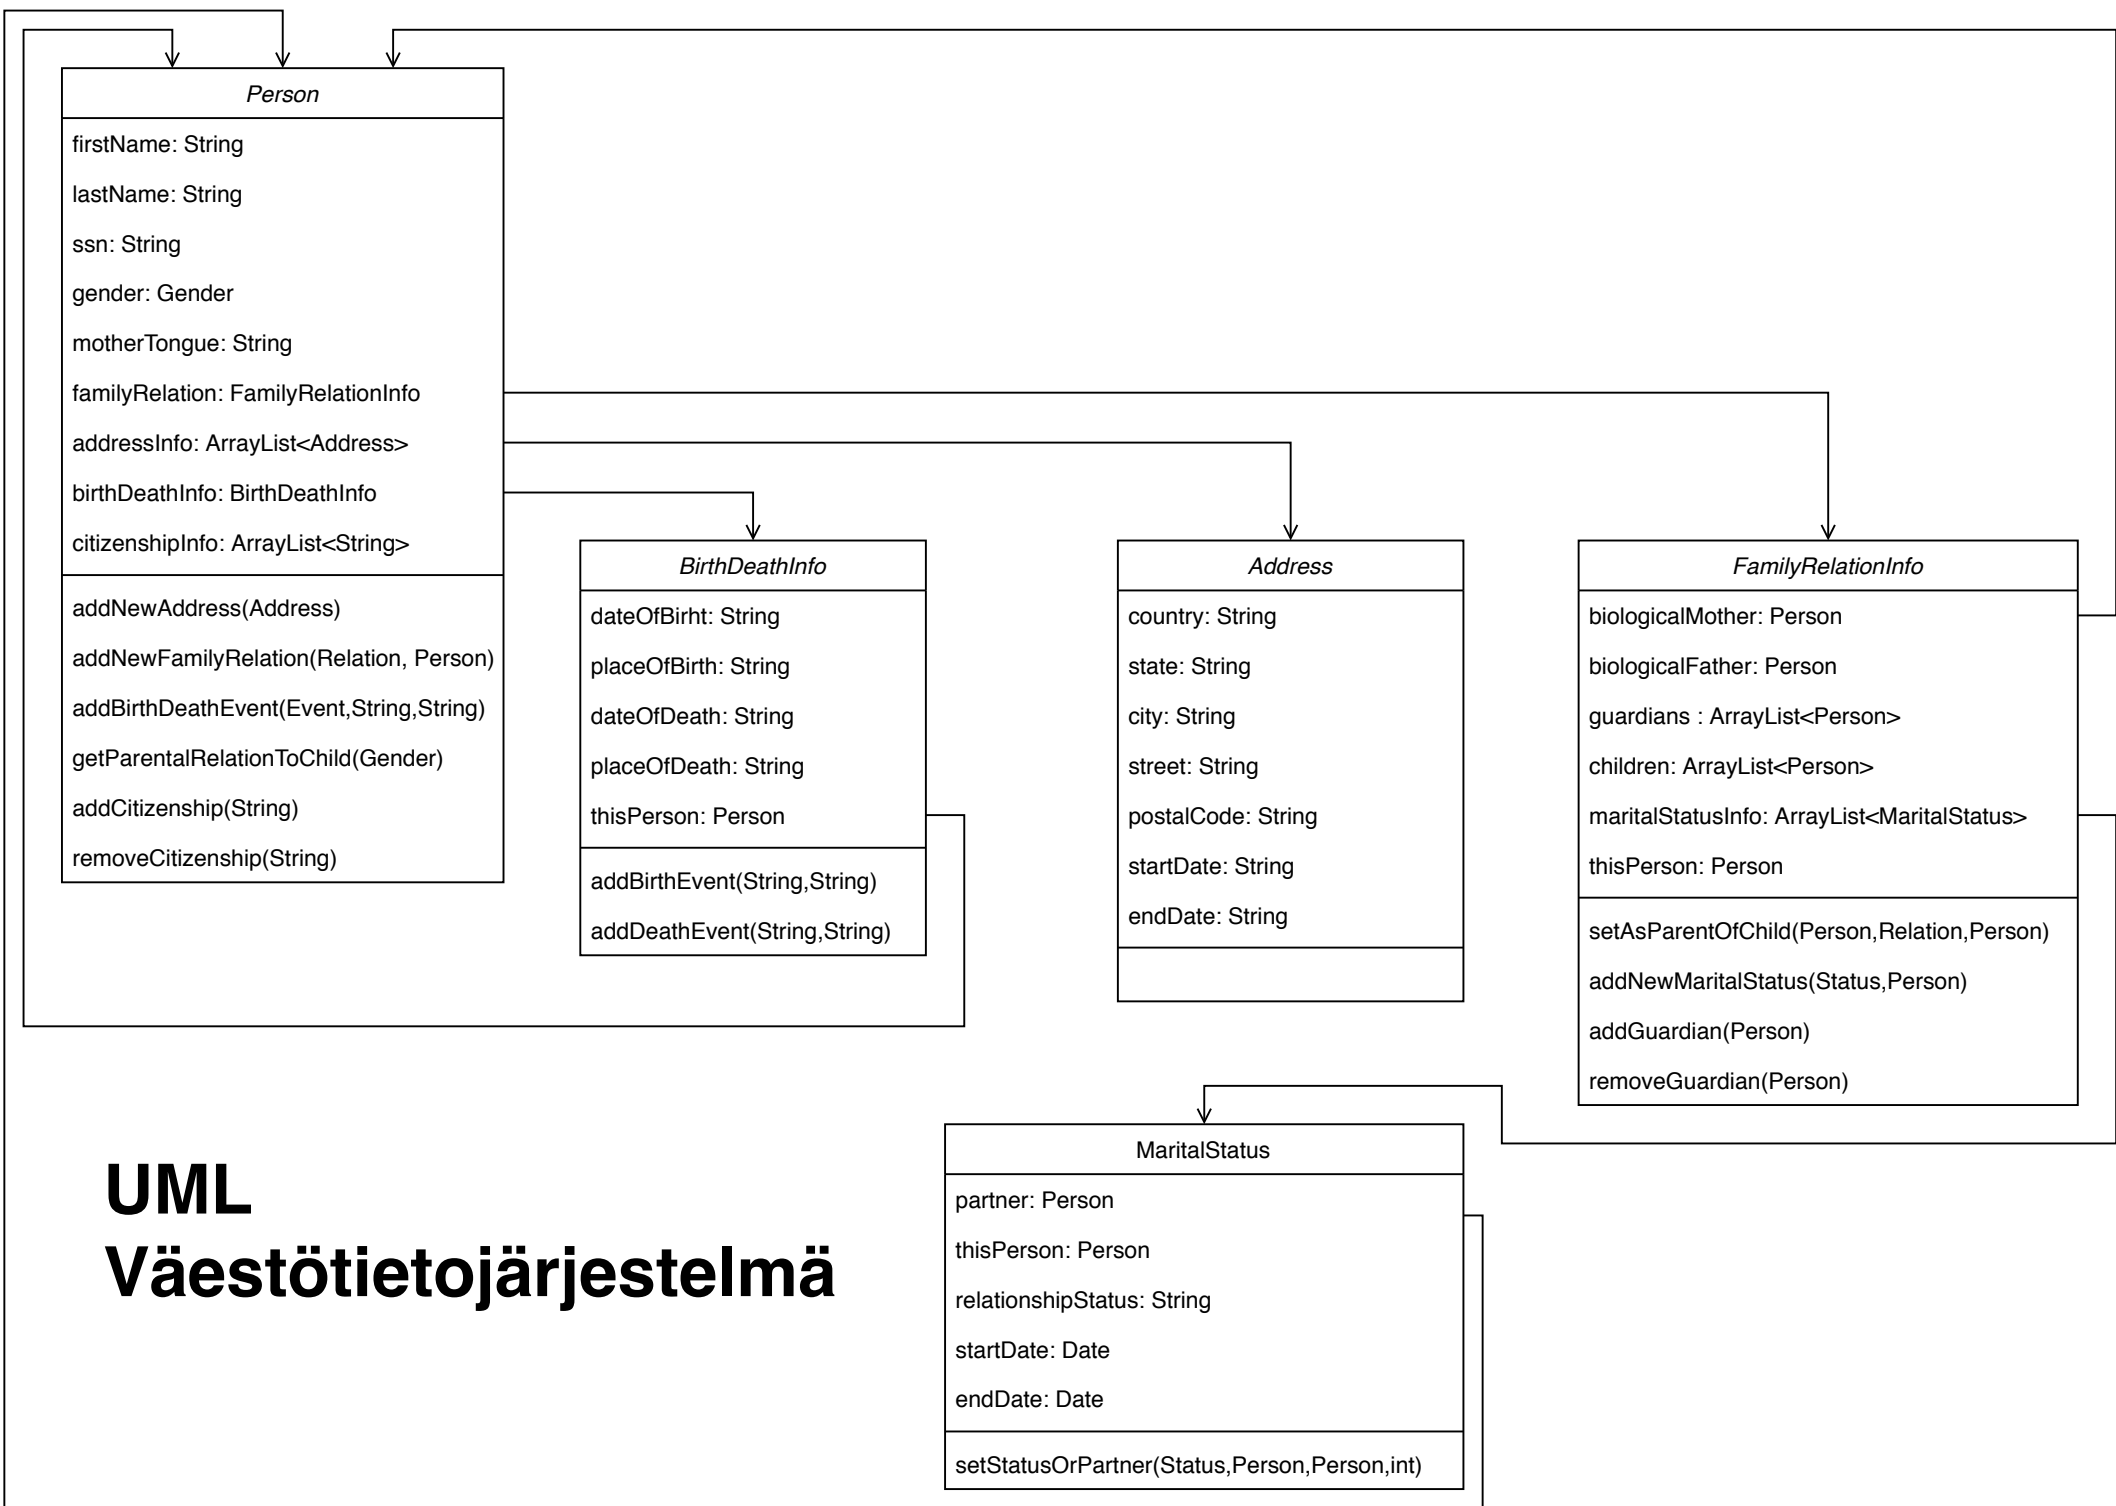 Person
firstName: String
lastName: String
ssn: String
gender: Gender
motherTongue: String
familyRelation: FamilyRelationInfo
addressInfo: ArrayList<Address>
birthDeathInfo: BirthDeathInfo
citizenshipInfo: ArrayList<String>
addNewAddress(Address)
addNewFamilyRelation(Relation, Person)
addBirthDeathEvent(Event,String,String)
getParentalRelationToChild(Gender)
addCitizenship(String)
removeCitizenship(String)
BirthDeathInfo
dateOfBirht: String
placeOfBirth: String
dateOfDeath: String
placeOfDeath: String
thisPerson: Person
addBirthEvent(String,String)
addDeathEvent(String,String)
Address
country: String
state: String
city: String
street: String
postalCode: String
startDate: String
endDate: String
FamilyRelationInfo
biologicalMother: Person
biologicalFather: Person
guardians : ArrayList<Person>
children: ArrayList<Person>
maritalStatusInfo: ArrayList<MaritalStatus>
thisPerson: Person
setAsParentOfChild(Person,Relation,Person)
addNewMaritalStatus(Status,Person)
addGuardian(Person)
removeGuardian(Person)
MaritalStatus
partner: Person
thisPerson: Person
relationshipStatus: String
startDate: Date
endDate: Date
setStatusOrPartner(Status,Person,Person,int)
UML
Väestötietojärjestelmä